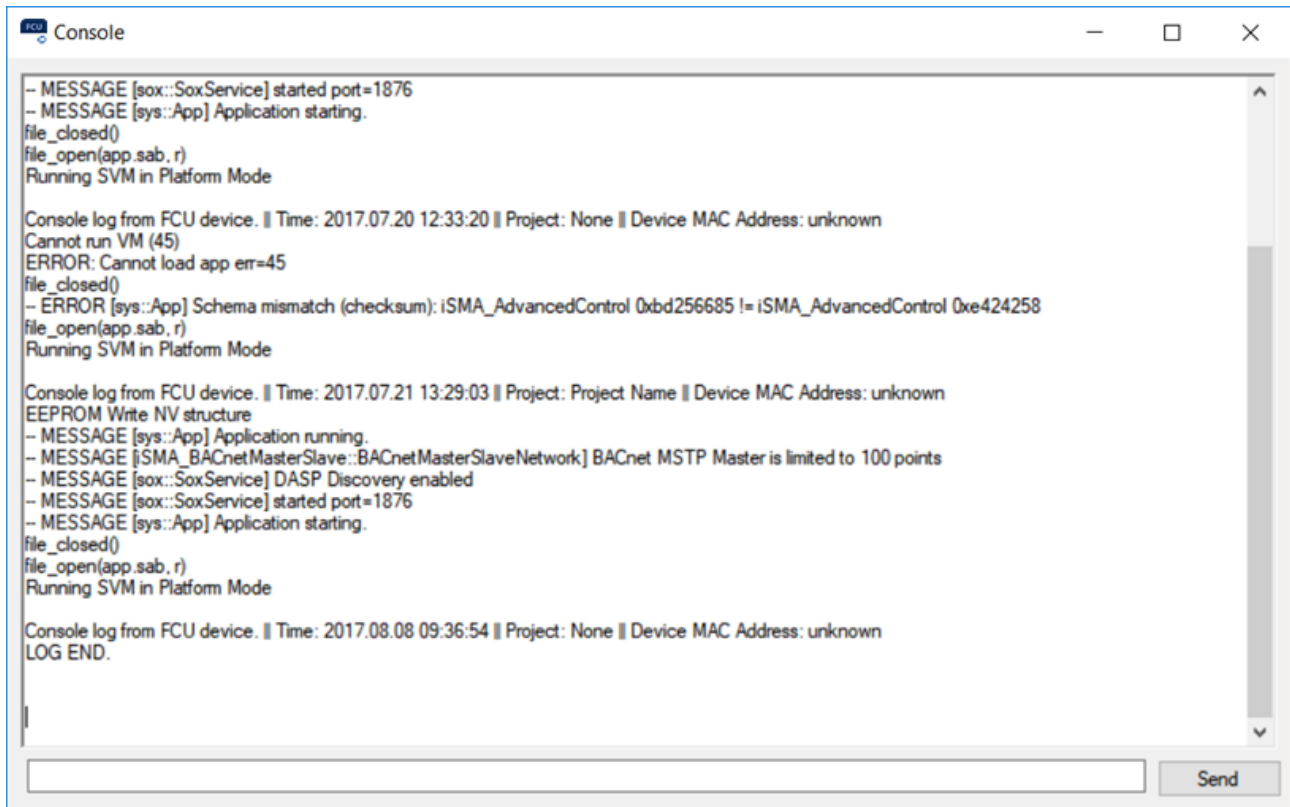 FCU
Console
-- MESSAGE [sox::SoxService] started port=1876
-- MESSAGE [sys::App] Application starting.
file_closed()
file_open(app.sab, r)
Running SVM in Platform Mode
Console log from FCU device. || Time: 2017.07.20 12:33:20 || Project: None || Device MAC Address: unknown
Cannot run VM (45)
ERROR: Cannot load app err=45
file_closed()
-- ERROR [sys::App] Schema mismatch (checksum): iSMA_AdvancedControl 0xbd256685 != iSMA_AdvancedControl 0xe424258
file_open(app.sab, r)
Running SVM in Platform Mode
Console log from FCU device. || Time: 2017.07.21 13:29:03 || Project: Project Name || Device MAC Address: unknown
EEPROM Write NV structure
-- MESSAGE [sys::App] Application running.
-- MESSAGE [iSMA_BACnetMasterSlave::BACnetMasterSlaveNetwork] BACnet MSTP Master is limited to 100 points
-- MESSAGE [sox::SoxService] DASP Discovery enabled
-- MESSAGE [sox::SoxService] started port=1876
-- MESSAGE [sys::App] Application starting.
file_closed()
file_open(app.sab, r)
Running SVM in Platform Mode
Console log from FCU device. || Time: 2017.08.08 09:36:54 || Project: None || Device MAC Address: unknown
LOG END.
Send